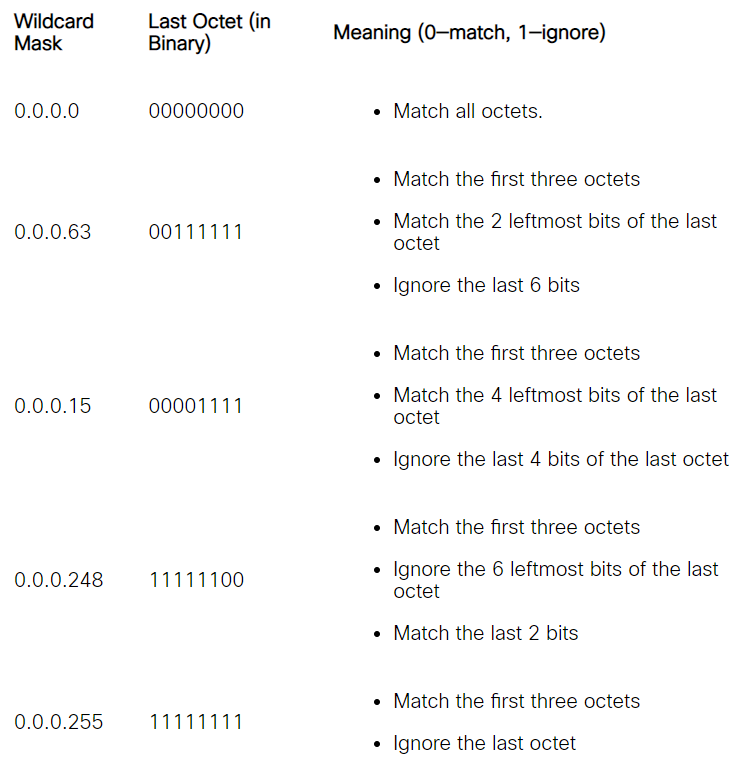 Wildcard Mask
Last Octet (in Binary)
Meaning (0—match, 1—ignore)
0.0.0.0
00000000
• Match all octets.
0.0.0.63
00111111
• Match the first three octets
• Match the 2 leftmost bits of the last
octet
• Ignore the last 6 bits
0.0.0.15
00001111
• Match the first three octets
• Match the 4 leftmost bits of the last
octet
• Ignore the last 4 bits of the last octet
0.0.0.248
11111100
• Match the first three octets
• Ignore the 6 leftmost bits of the last
octet
• Match the last 2 bits
0.0.0.255
11111111
• Match the first three octets
• Ignore the last octet